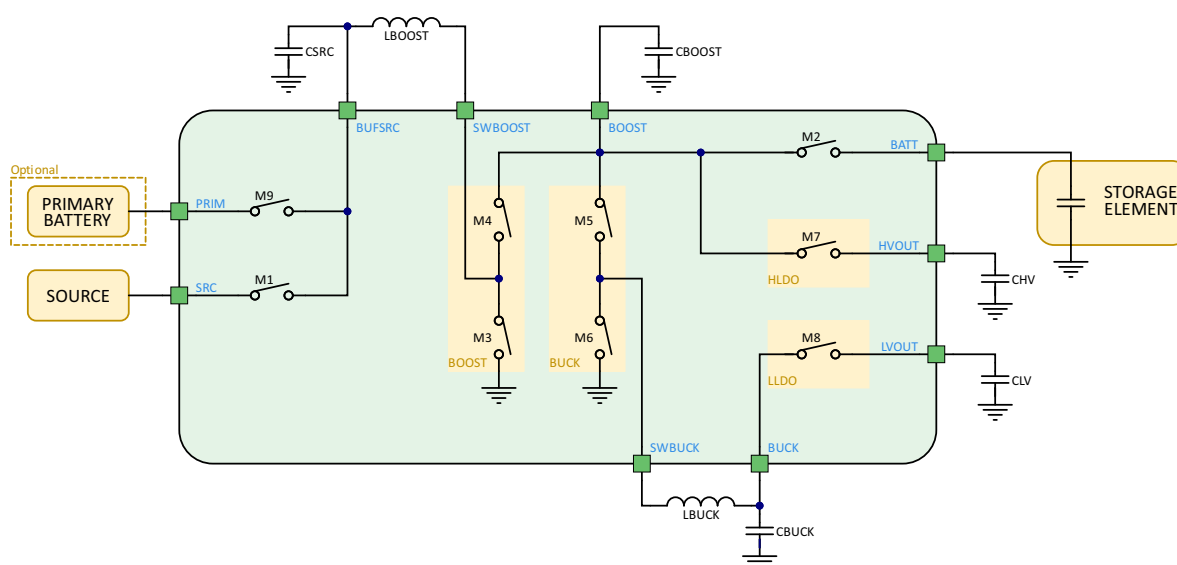 LBOOST
CSRC
CBOOST
BUFSRC
SWBOOST
BOOST
M2
BATT
Optional
PRIMARY
BATTERY
PRIM
M9
STORAGE
ELEMENT
M4
M5
M7
HVOUT
HLDO
CHV
SOURCE
SRC
M1
M3
BOOST
M6
BUCK
M8
LVOUT
LLDO
CLV
SWBUCK
BUCK
LBUCK
CBUCK